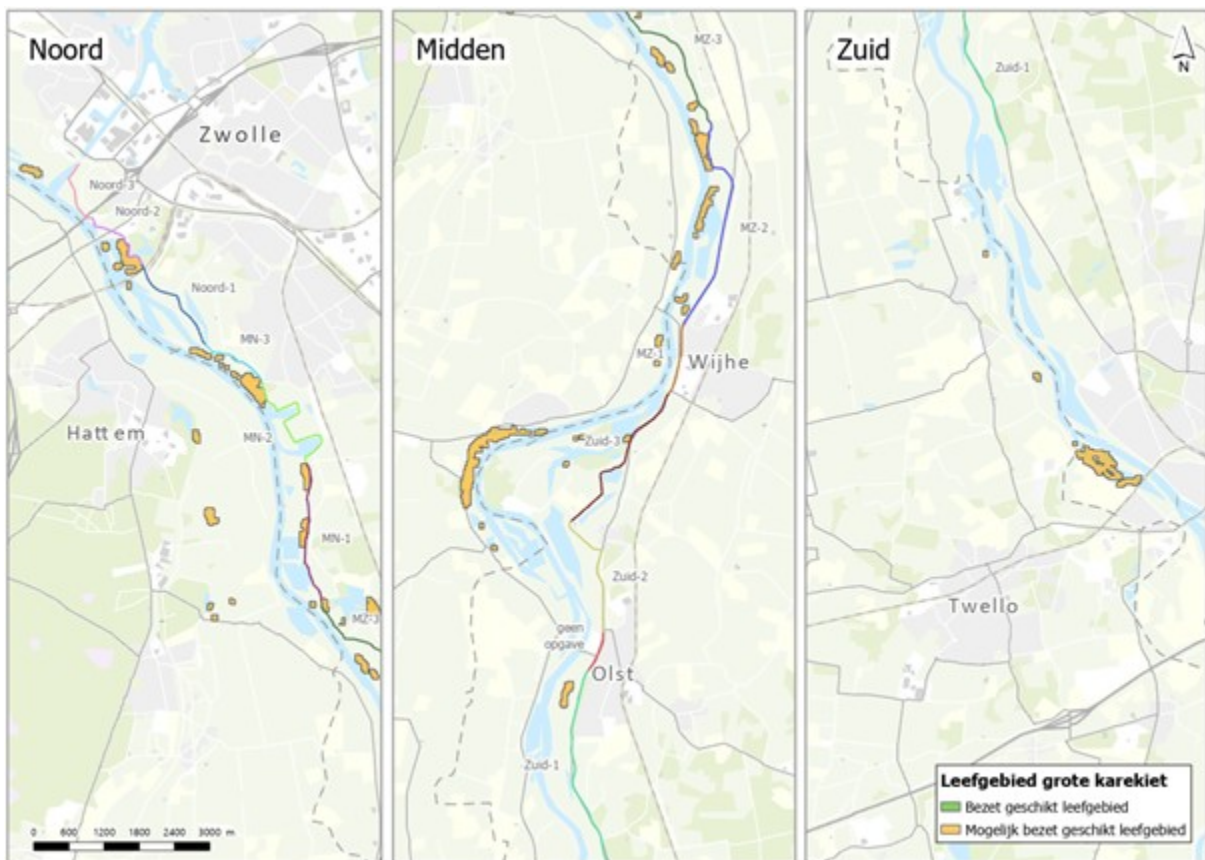 Noord
Zwolle
Noord-3
Noord-2
Noord-1
MN-3
Hattem
MN-2
MN-1
MZ-3
0 600 1200 1800 2400 3000 m
Midden
MZ-3
MZ-2
MZ-1
Wijhe
Zuid-3
Zuid-2
geen
opgave
Olst
Zuid-1
Zuid
Zuid-1
N
Twello
Leefgebied grote karekiet
Bezet geschikt leefgebied
Mogelijk bezet geschikt leefgebied